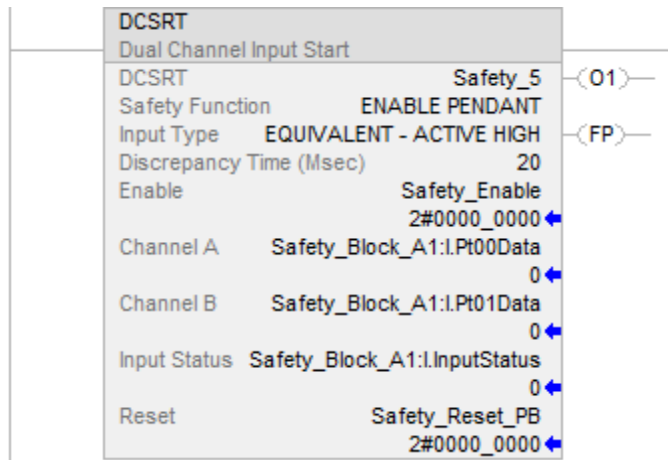 DCSRT
Dual Channel Input Start
DCSRT Safety_5 (O1)
Safety Function ENABLE PENDANT
Input Type EQUIVALENT - ACTIVE HIGH (FP)
Discrepancy Time (Msec) 20
Enable Safety_Enable
2#0000_0000
Channel A Safety_Block_A1:I.Pt00Data
0
Channel B Safety_Block_A1:I.Pt01Data
0
Input Status Safety_Block_A1:I.InputStatus
0
Reset Safety_Reset_PB
2#0000_0000